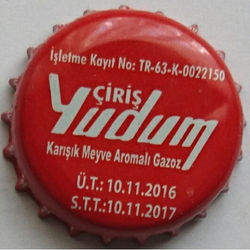 İşletme Kayıt No: TR-63-K-0022150
ÇİRİŞ
Yudum
Karışık Meyve Aromalı Gazoz
Ü.T.: 10.11.2016
S.T.T.:10.11.2017